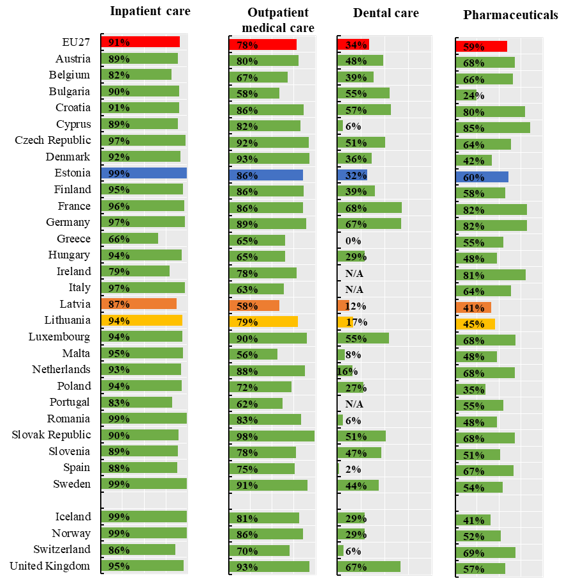 Inpatient care Outpatient medical care Dental care Pharmaceuticals
EU27 91% 78% 34% 59%
Austria 89% 80% 48% 68%
Belgium 82% 67% 39% 66%
Bulgaria 90% 58% 55% 24%
Croatia 91% 86% 57% 80%
Cyprus 89% 82% 6% 85%
Czech Republic 97% 92% 51% 64%
Denmark 92% 93% 36% 42%
Estonia 99% 86% 32% 60%
Finland 95% 86% 39% 58%
France 96% 86% 68% 82%
Germany 97% 89% 67% 82%
Greece 66% 65% 0% 55%
Hungary 94% 65% 29% 48%
Ireland 79% 78% N/A 81%
Italy 97% 63% N/A 64%
Latvia 87% 58% 12% 41%
Lithuania 94% 79% 17% 45%
Luxembourg 94% 90% 55% 68%
Malta 95% 56% 8% 48%
Netherlands 93% 88% 16% 68%
Poland 94% 72% 27% 35%
Portugal 83% 62% N/A 55%
Romania 99% 83% 6% 48%
Slovak Republic 90% 98% 51% 68%
Slovenia 89% 78% 47% 51%
Spain 88% 75% 2% 67%
Sweden 99% 91% 44% 54%
Iceland 99% 81% 29% 41%
Norway 99% 86% 29% 52%
Switzerland 86% 70% 6% 69%
United Kingdom 95% 93% 67% 57%